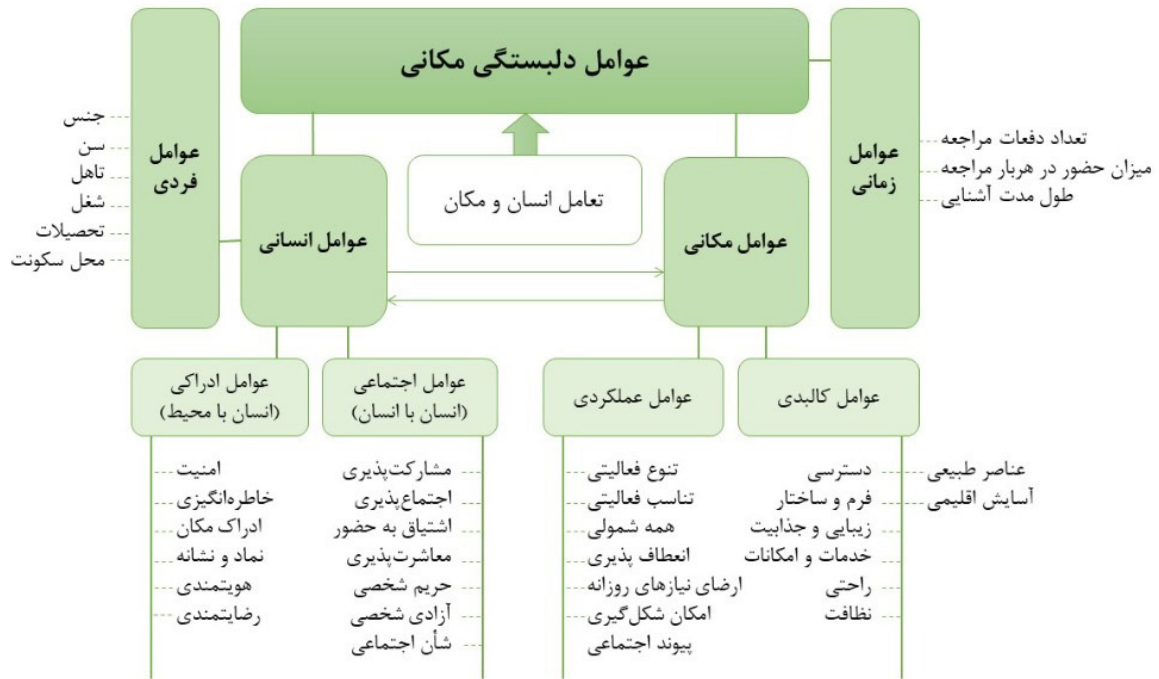 عوامل دلبستگی مکانی
عوامل
زمانی
تعداد دفعات مراجعه
میزان حضور در هربار مراجعه
طول مدت آشنایی
عوامل
فردی
جنس
سن
تاهل
شغل
تحصیلات
محل سکونت
تعامل انسان و مکان
عوامل مکانی
عوامل انسانی
عوامل کالبدی
عناصر طبیعی
آسایش اقلیمی
دسترسی
فرم و ساختار
زیبایی و جذابیت
خدمات و امکانات
راحتی
نظافت
عوامل عملکردی
تنوع فعالیتی
تناسب فعالیتی
همه شمولی
انعطاف پذیری
ارضای نیازهای روزانه
امکان شکل‌گیری
پیوند اجتماعی
عوامل اجتماعی
(انسان با انسان)
مشارکت‌پذیری
اجتماع‌پذیری
اشتیاق به حضور
معاشرت‌پذیری
حریم شخصی
آزادی شخصی
شأن اجتماعی
عوامل ادراکی
(انسان با محیط)
امنیت
خاطره‌انگیزی
ادراک مکان
نماد و نشانه
هویتمندی
رضایتمندی